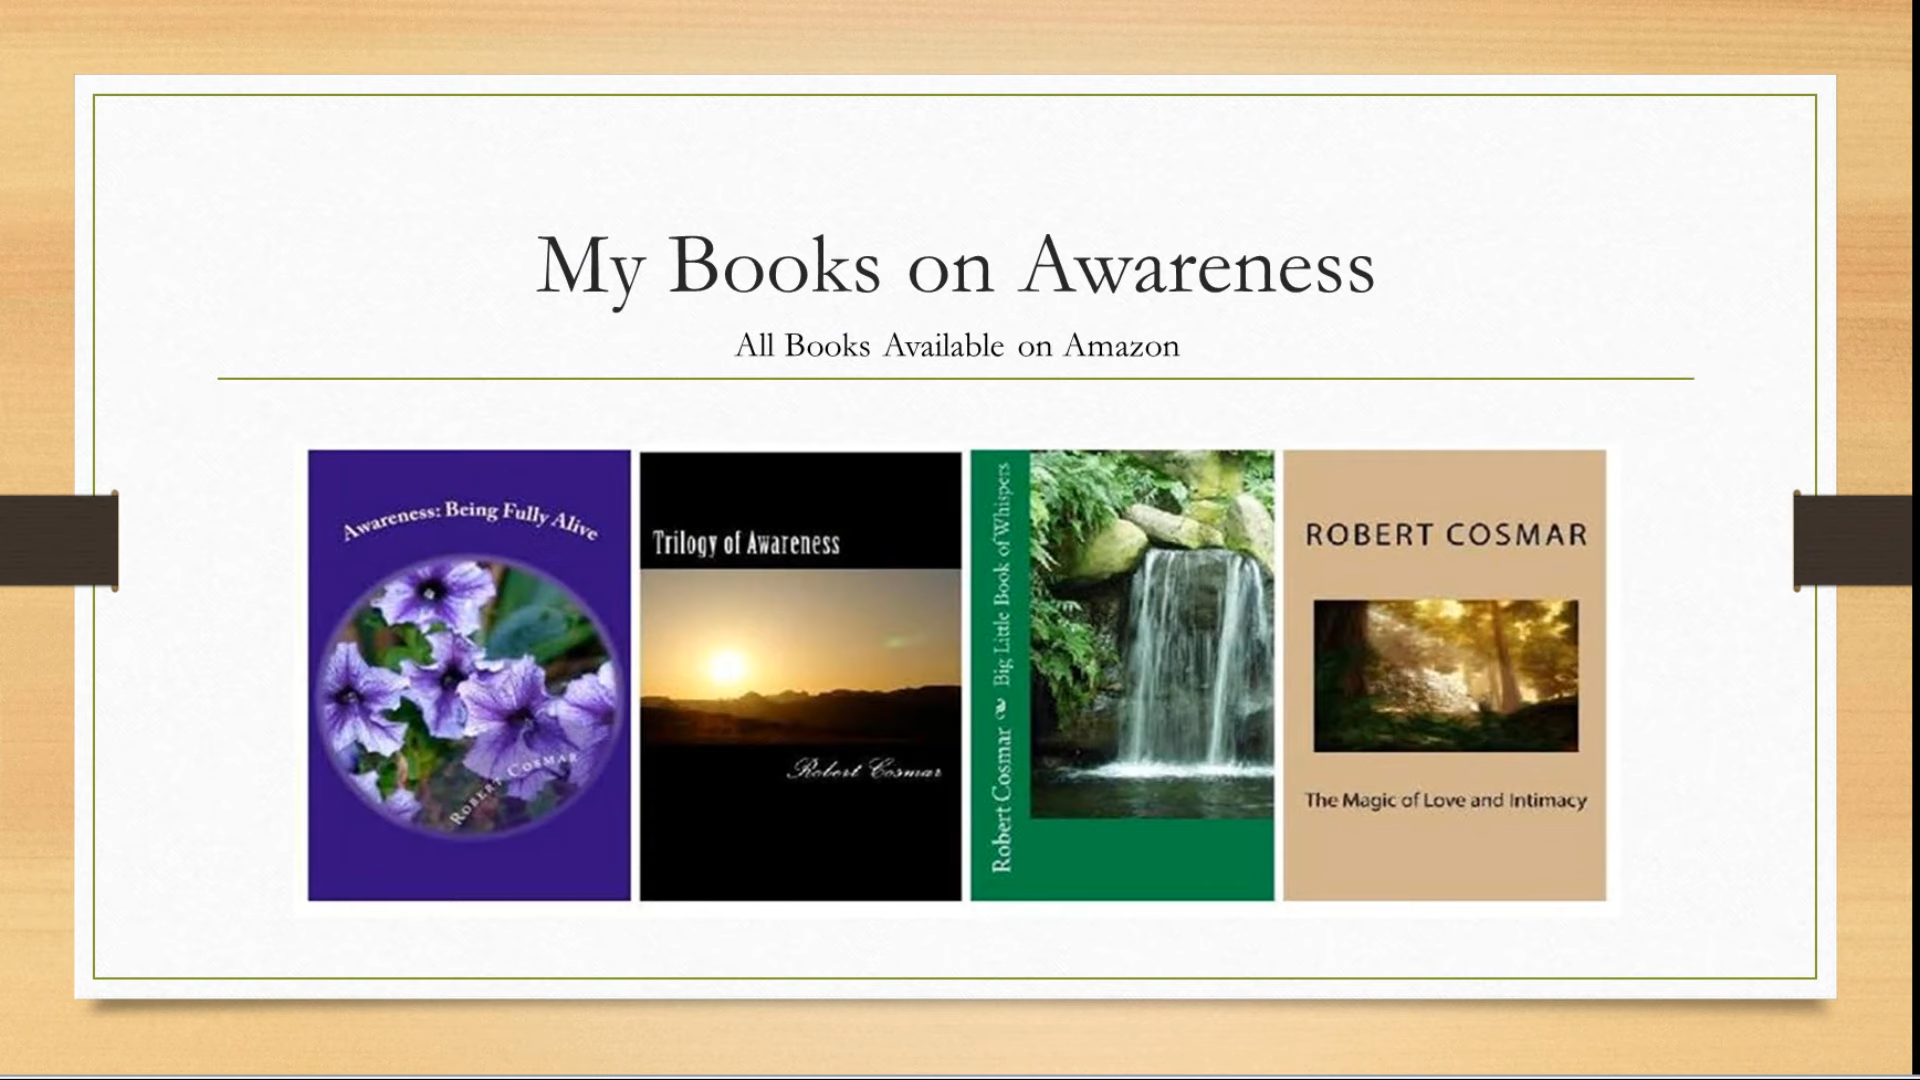 My Books on Awareness
All Books Available on Amazon
Awareness: Being Fully Alive
ROBERT COSMAR
Trilogy of Awareness
Robert Cosmar
Robert Cosmar Big Little Book of Whispers
ROBERT COSMAR
The Magic of Love and Intimacy